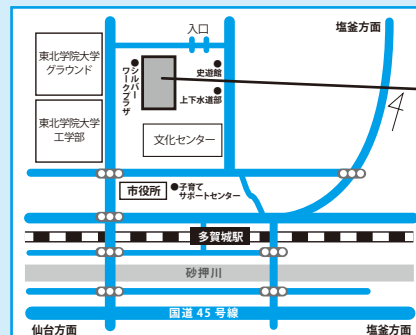 入口
塩釜方面
東北学院大学
グラウンド
シルバー
ワークプラザ
史遊館
上下水道部
東北学院大学
工学部
文化センター
市役所
子育て
サポートセンター
多賀城駅
砂押川
国道45号線
仙台方面
塩釜方面